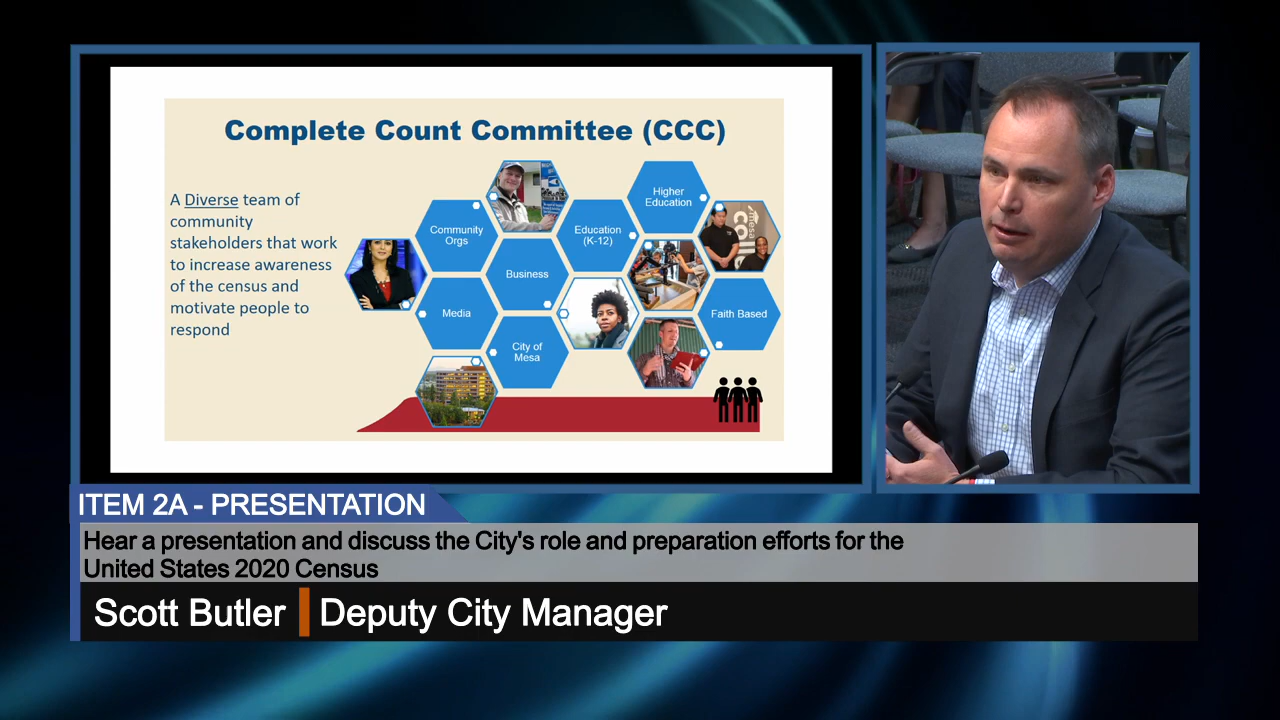 Complete Count Committee (CCC)
A Diverse team of
community
stakeholders that work
to increase awareness
of the census and
motivate people to
respond
Higher
Education
Community
Orgs
Education
(K-12)
Business
Media
Faith Based
City of
Mesa
ITEM 2A - PRESENTATION
Hear a presentation and discuss the City's role and preparation efforts for the
United States 2020 Census
Scott Butler
Deputy City Manager